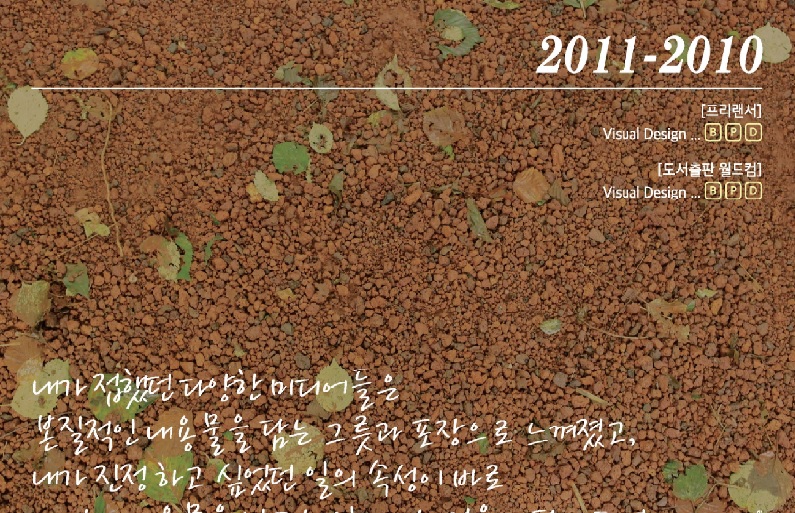 2011-2010
[프리랜서]
Visual Design ... B P D
[도서출판 월드컴]
Visual Design ... B P D
내가 접했던 다양한 미디어들은
본질적인 내용물을 담는 그릇과 포장으로 느껴졌고,
내가 진정 하고 싶었던 일의 속성이 바로